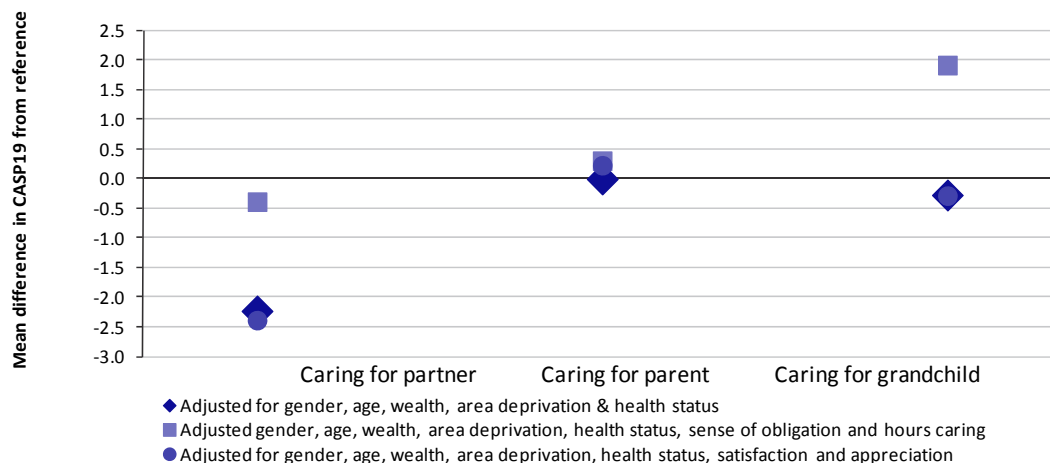 Mean difference in CASP19 from reference
2.5
2.0
1.5
1.0
0.5
0.0
-0.5
-1.0
-1.5
-2.0
-2.5
-3.0
Caring for partner Caring for parent Caring for grandchild
Adjusted for gender, age, wealth, area deprivation & health status
Adjusted gender, age, wealth, area deprivation, health status, sense of obligation and hours caring
Adjusted for gender, age, wealth, area deprivation, health status, satisfaction and appreciation